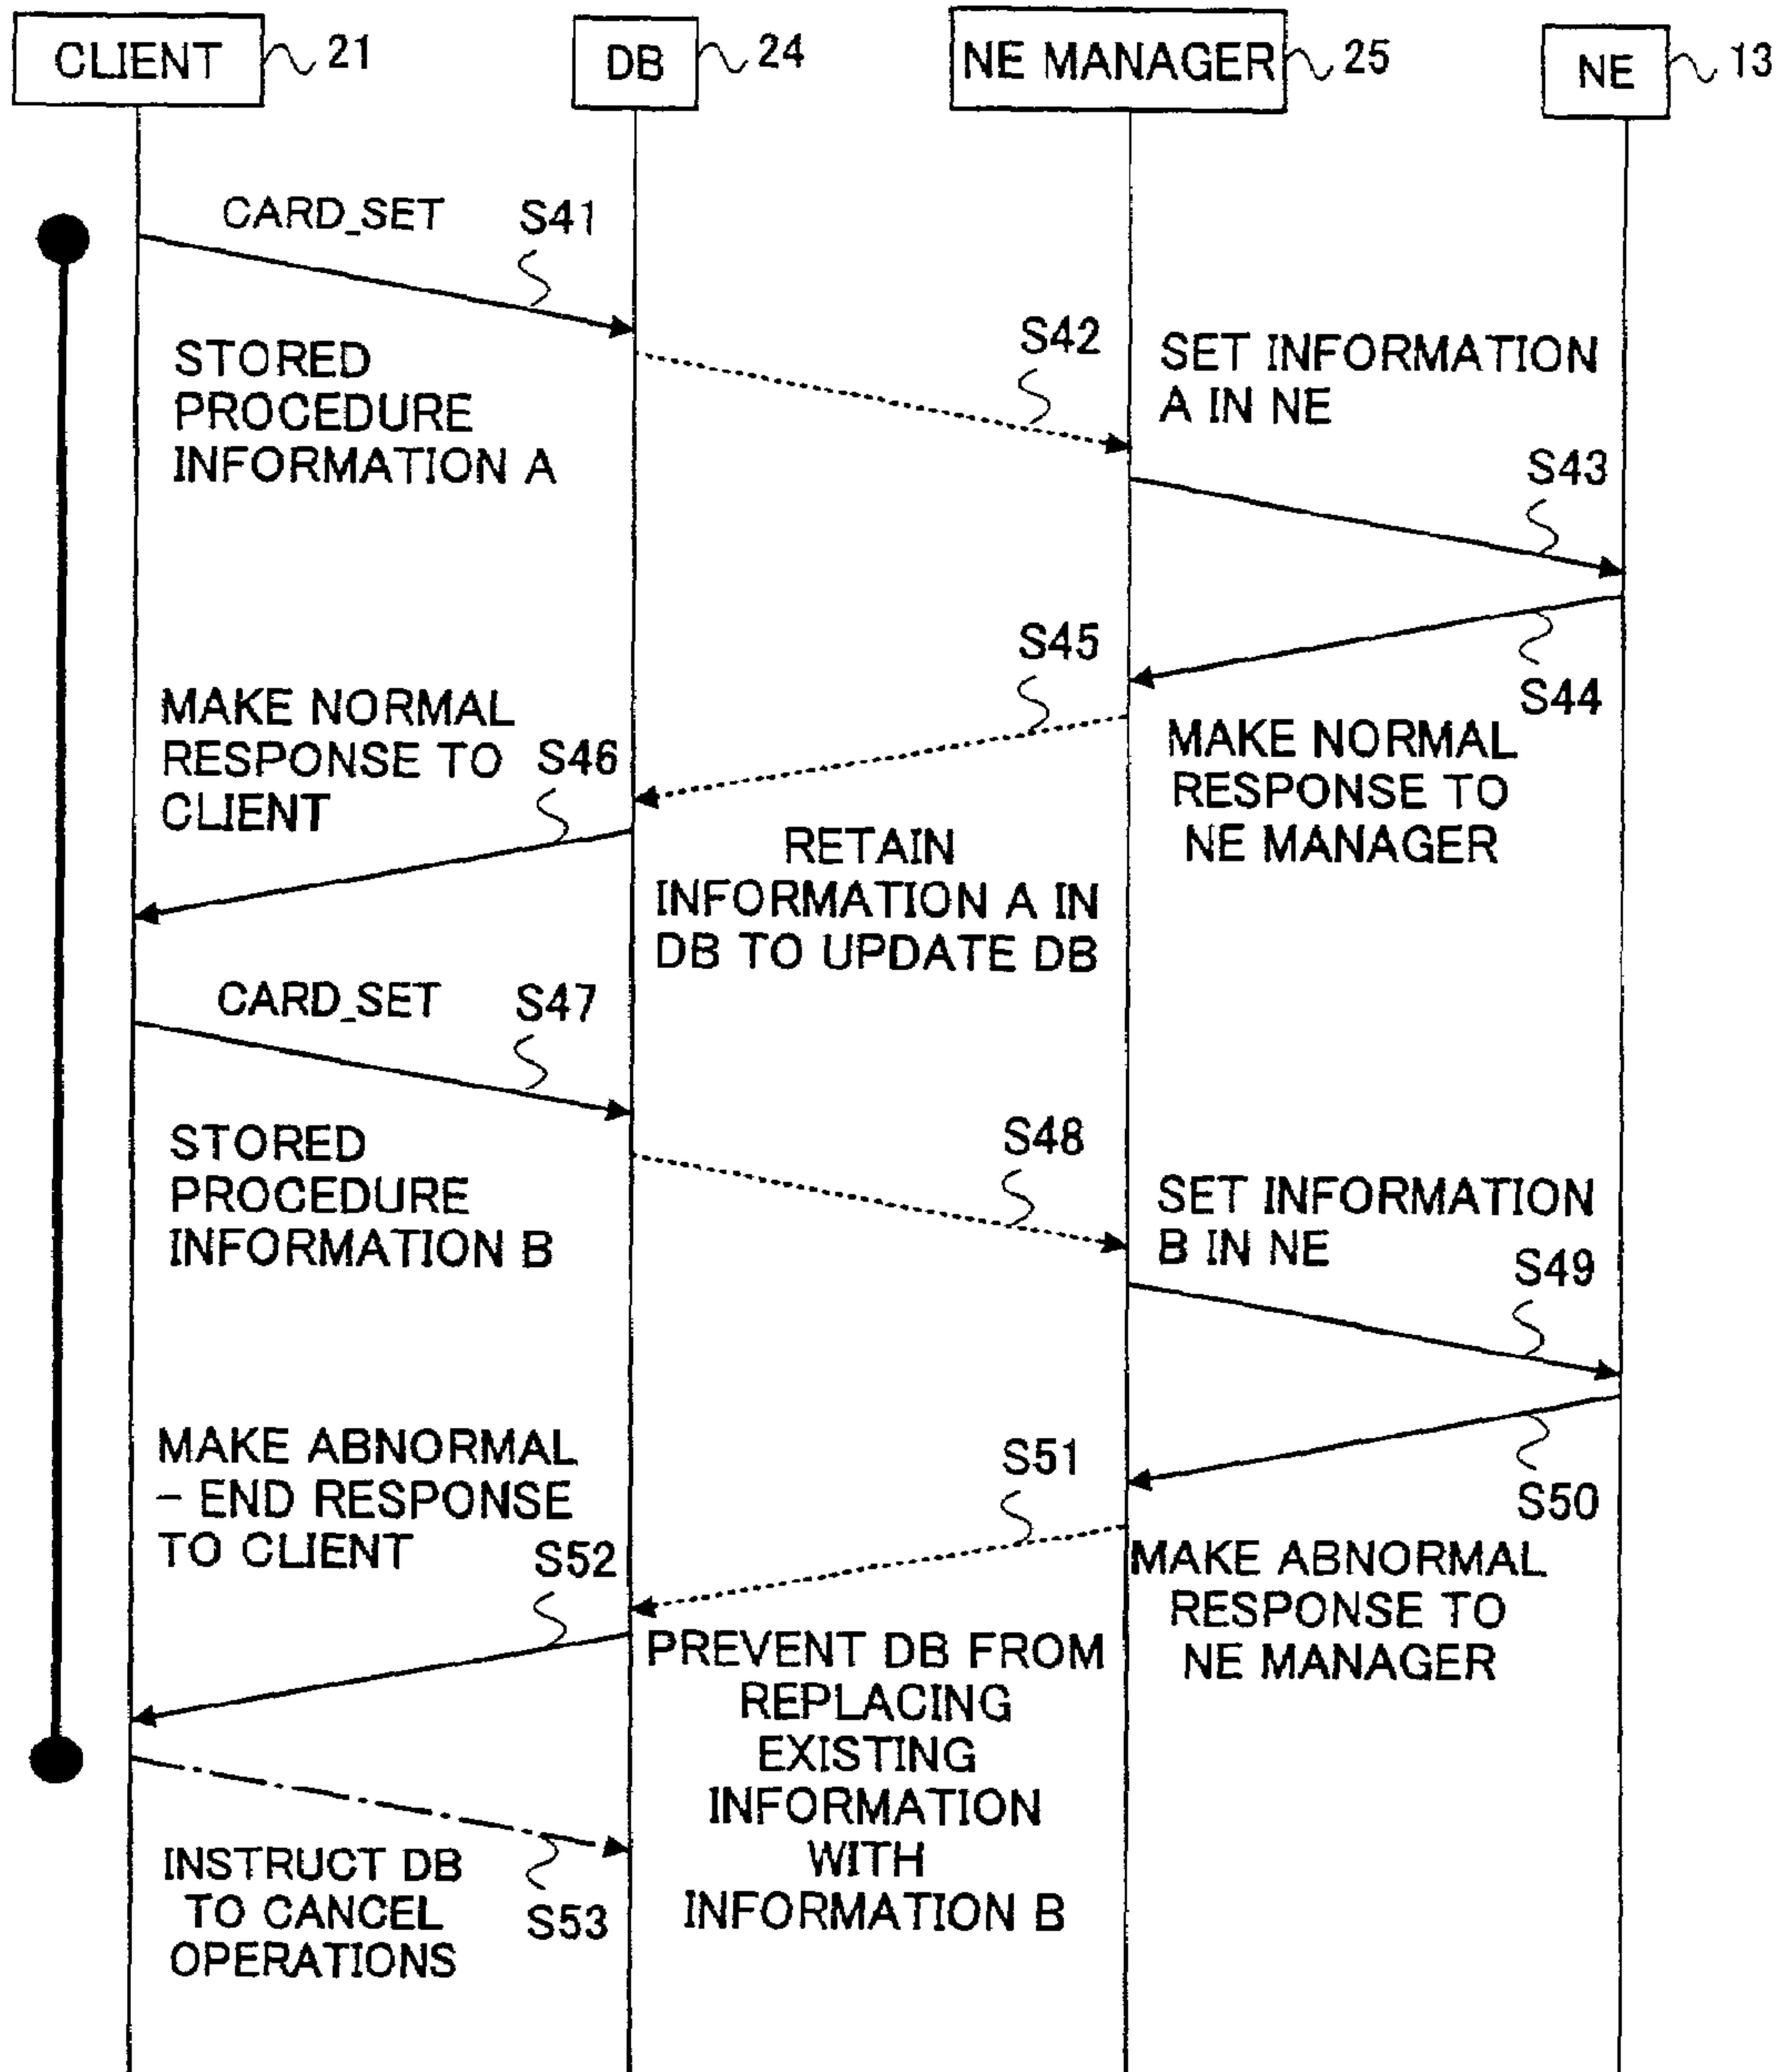 CLIENT 21
DB 24
NE MANAGER 25
NE 13
CARD_SET
S41
STORED
PROCEDURE
INFORMATION A
S42
SET INFORMATION
A IN NE
S43
S44
S45
MAKE NORMAL
RESPONSE TO
NE MANAGER
MAKE NORMAL
RESPONSE TO
CLIENT
S46
RETAIN
INFORMATION A IN
DB TO UPDATE DB
CARD_SET
S47
STORED
PROCEDURE
INFORMATION B
S48
SET INFORMATION
B IN NE
S49
S50
S51
MAKE ABNORMAL
RESPONSE TO
NE MANAGER
MAKE ABNORMAL
- END RESPONSE
TO CLIENT
S52
PREVENT DB FROM
REPLACING
EXISTING
INFORMATION
WITH
INFORMATION B
INSTRUCT DB
TO CANCEL
OPERATIONS
S53